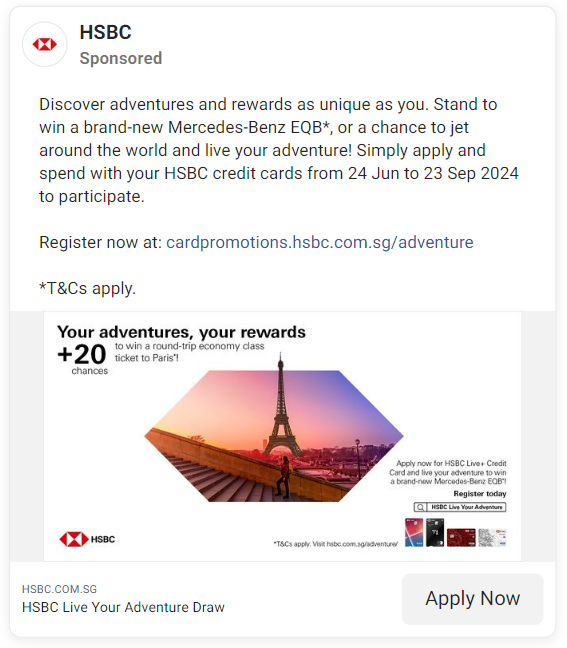 HSBC
Sponsored
Discover adventures and rewards as unique as you. Stand to
win a brand-new Mercedes-Benz EQB*, or a chance to jet
around the world and live your adventure! Simply apply and
spend with your HSBC credit cards from 24 Jun to 23 Sep 2024
to participate.
Register now at: cardpromotions.hsbc.com.sg/adventure
*T&Cs apply.
Your adventures, your rewards
+20
chances
to win a round-trip economy class
ticket to Paris*!
Apply now for HSBC Live+ Credit
Card and live your adventure to win
a brand-new Mercedes-Benz EQB*!
Register today
HSBC Live Your Adventure
HSBC
*T&Cs apply. Visit hsbc.com.sg/adventure/
HSBC.COM.SG
HSBC Live Your Adventure Draw
Apply Now